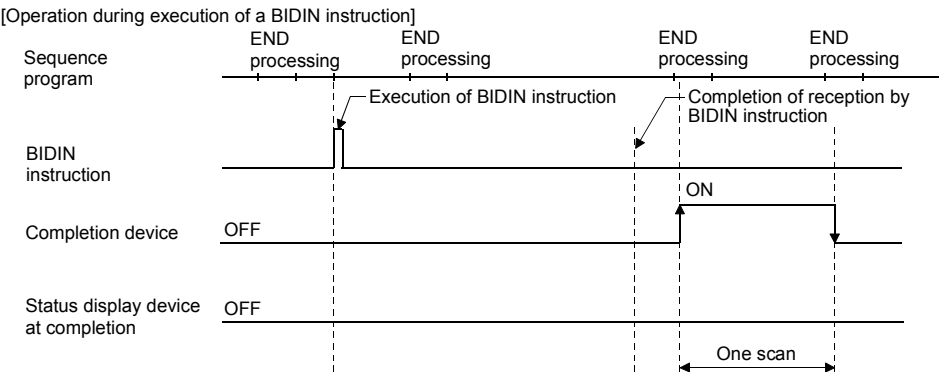 [Operation during execution of a BIDIN instruction]
END processing
END processing
END processing
END processing
Sequence program
Execution of BIDIN instruction
Completion of reception by BIDIN instruction
BIDIN instruction
ON
Completion device
OFF
Status display device at completion
OFF
One scan